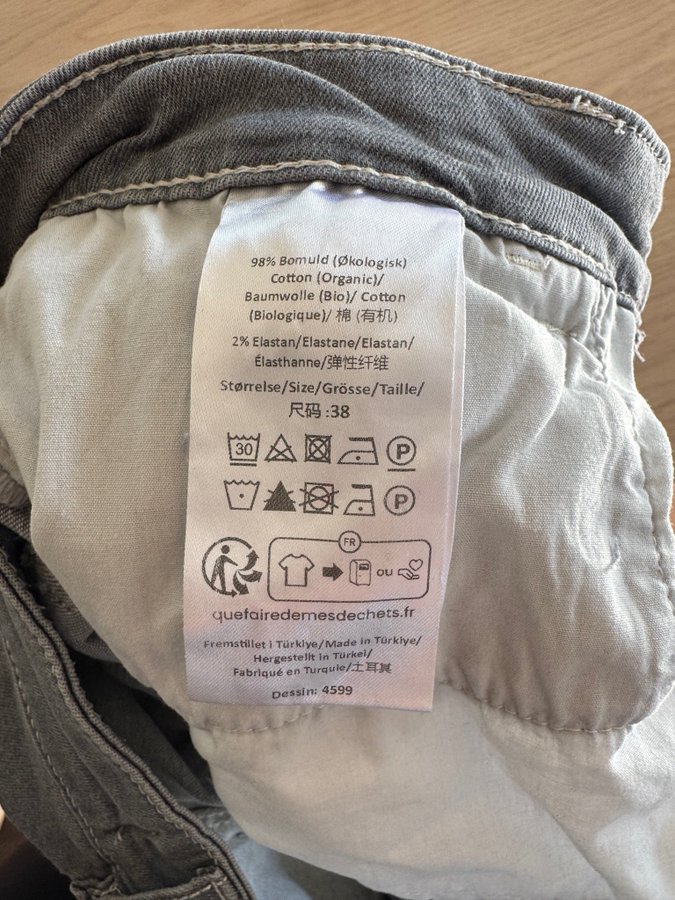 98% Bomuld (Økologisk)
Cotton (Organic)/
Baumwolle (Bio)/ Cotton
(Biologique)/ 棉 (有机)
2% Elastan/Elastane/Elastan/
Élasthanne/弹性纤维
Størrelse/Size/Grösse/Taille/
尺码 :38
30 P
P
FR
ou
quefairedemesdechets.fr
Fremstillet i Türkiye/Made in Türkiye/
Hergestellt in Türkei/
Fabriqué en Turquie/土耳其
Dessin: 4599